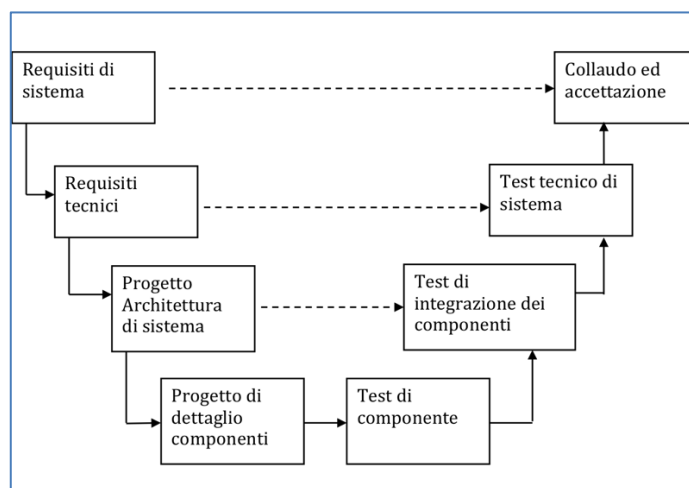 Requisiti di
sistema
Collaudo ed
accettazione
Requisiti
tecnici
Test tecnico di
sistema
Progetto
Architettura
di sistema
Test di
integrazione dei
componenti
Progetto di
dettaglio
componenti
Test di
componente